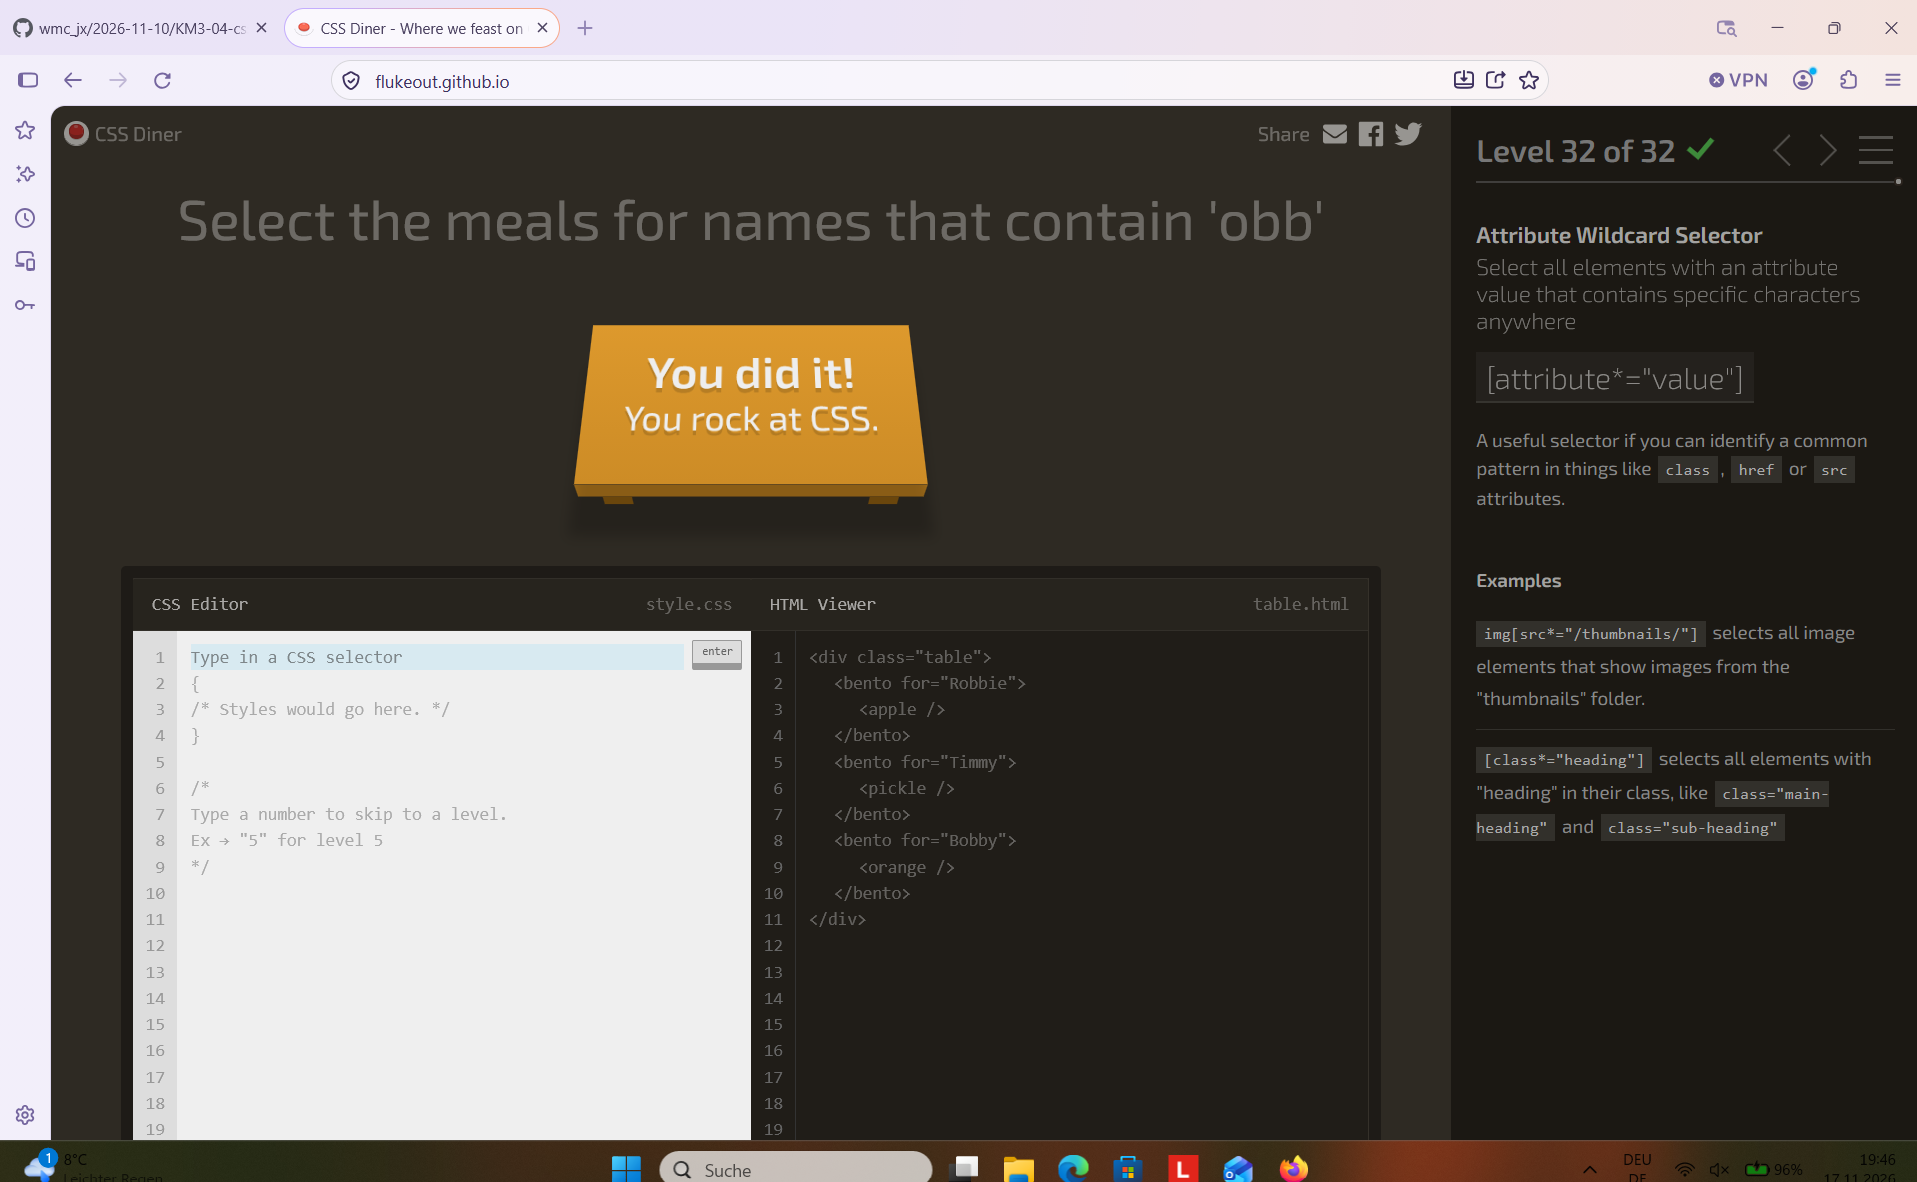 wmc_jx/2026-11-10/KM3-04-cs
CSS Diner - Where we feast on
flukeout.github.io
VPN
CSS Diner
Share
Select the meals for names that contain 'obb'
You did it!
You rock at CSS.
CSS Editor
style.css
HTML Viewer
table.html
1 Type in a CSS selector
enter
2 {
3 /* Styles would go here. */
4 }
5
6 /*
7 Type a number to skip to a level.
8 Ex → "5" for level 5
9 */
10
11
12
13
14
15
16
17
18
19
1 <div class="table">
2 <bento for="Robbie">
3 <apple />
4 </bento>
5 <bento for="Timmy">
6 <pickle />
7 </bento>
8 <bento for="Bobby">
9 <orange />
10 </bento>
11 </div>
12
13
14
15
16
17
18
19
Level 32 of 32
Attribute Wildcard Selector
Select all elements with an attribute
value that contains specific characters
anywhere
[attribute*="value"]
A useful selector if you can identify a common
pattern in things like class, href or src
attributes.
Examples
img[src*="/thumbnails/"] selects all image
elements that show images from the
"thumbnails" folder.
[class*="heading"] selects all elements with
"heading" in their class, like class="main-
heading" and class="sub-heading"
1
8°C
Leichter Regen
Suche
L
DEU
DE
96%
19:46
17.11.2026